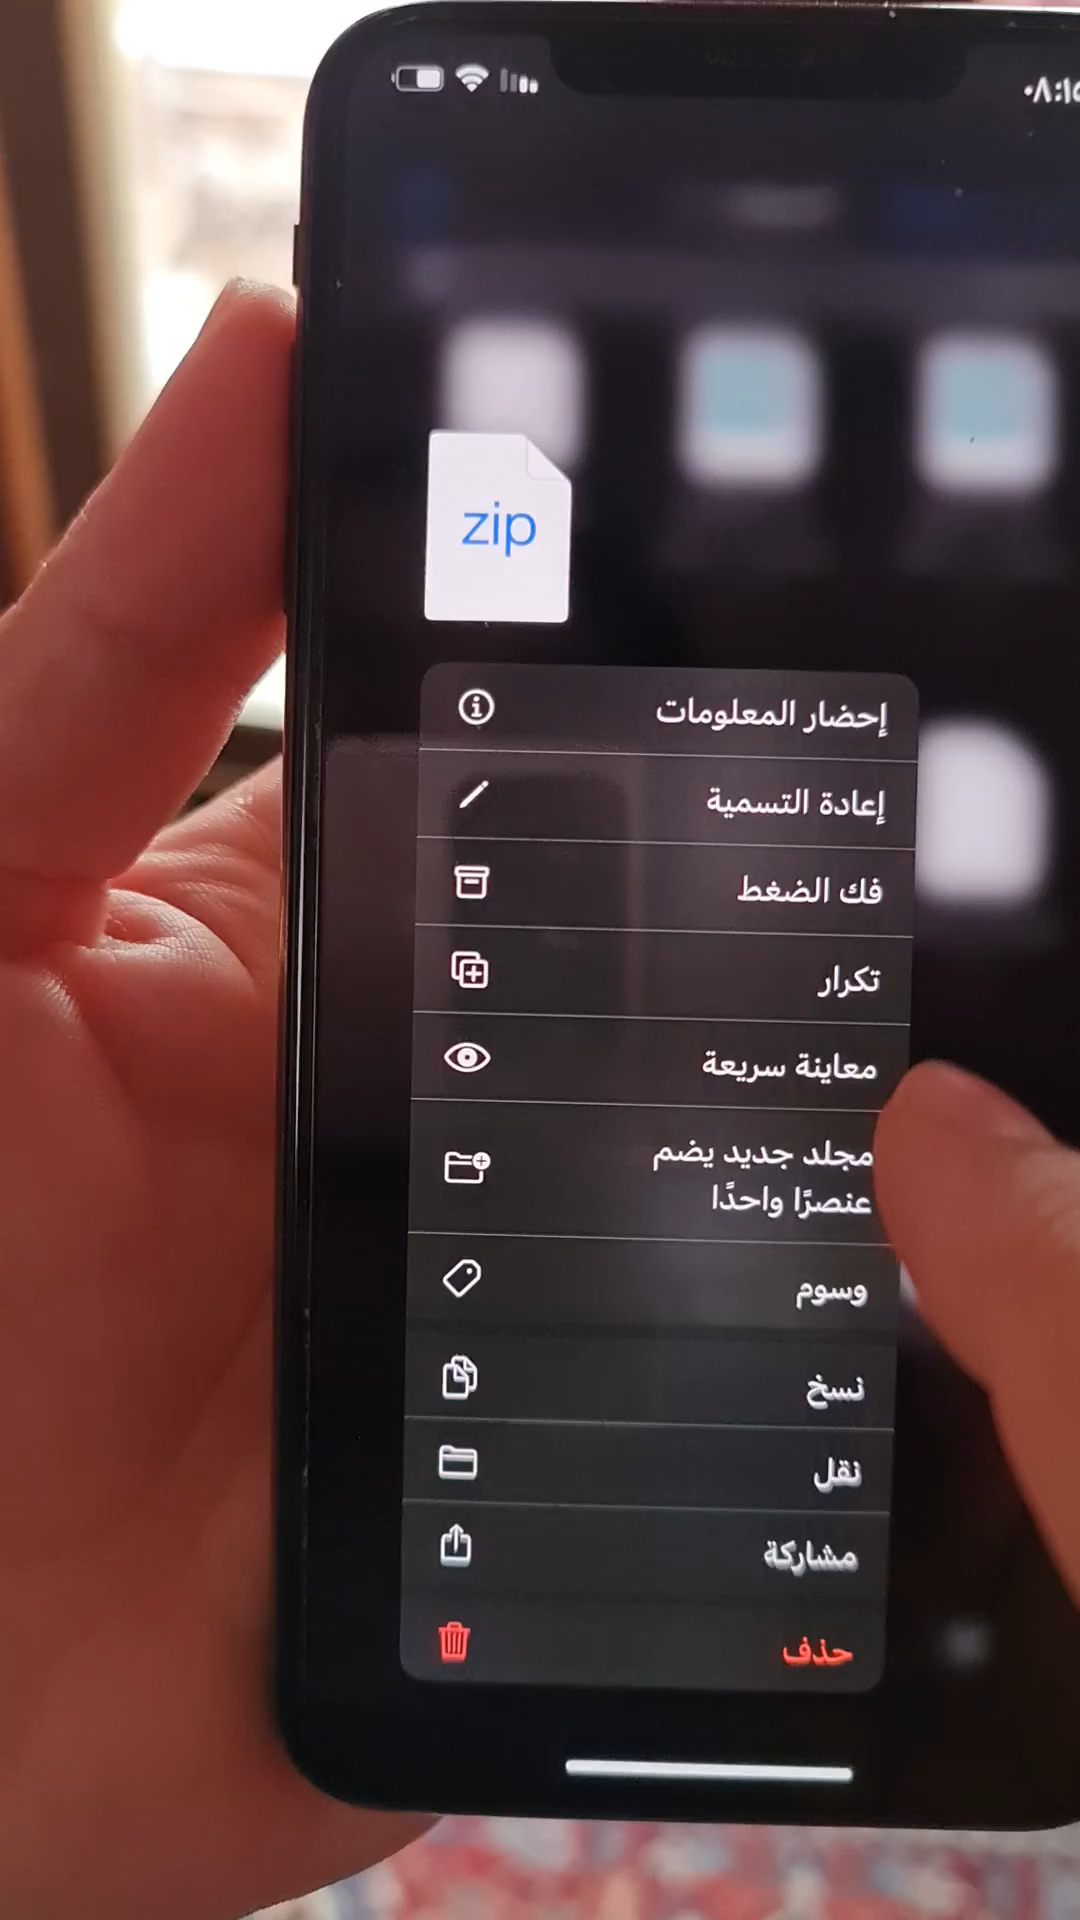 zip
إحضار المعلومات
إعادة التسمية
فك الضغط
تكرار
معاينة سريعة
مجلد جديد يضم
عنصرًا واحدًا
وسوم
نسخ
نقل
مشاركة
حذف